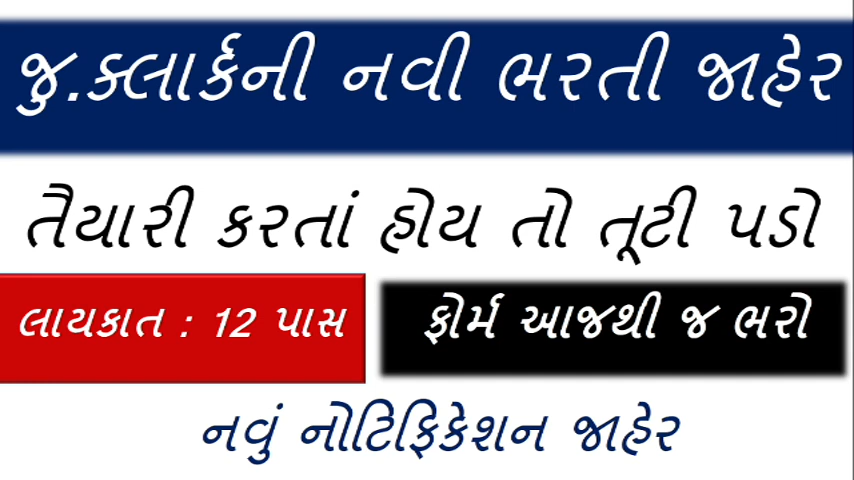 જુ.ક્લાર્કની નવી ભરતી જાહેર
તૈયારી કરતાં હોય તો તૂટી પડો
લાયકાત : 12 પાસ
ફોર્મ આજથી જ ભરો
નવું નોટિફિકેશન જાહેર